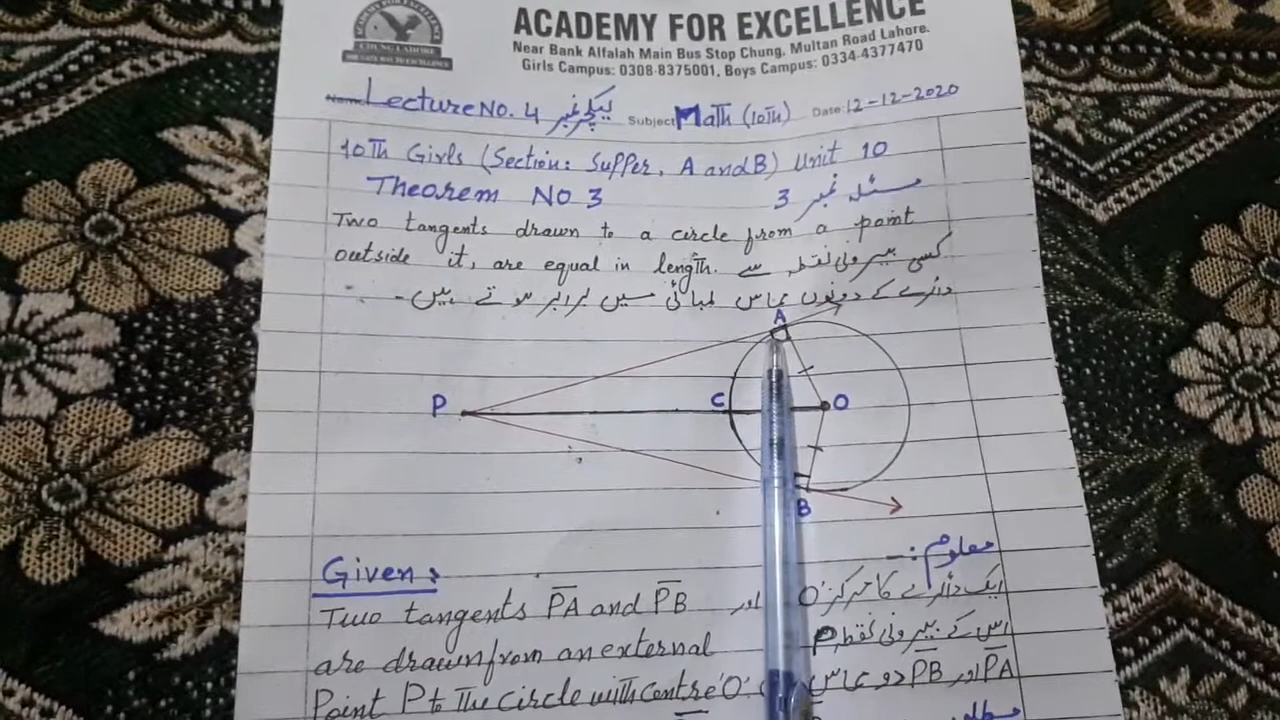 ACADEMY FOR EXCELLENCE
CHUNG LAHORE
Near Bank Alfalah Main Bus Stop Chung, Multan Road Lahore.
Girls Campus: 0308-8375001, Boys Campus: 0334-4377470
Lecture No. 4 لیکچر نمبر Subject Math (10Th) Date: 12-12-2020
10Th Girls (Section: Supper, A and B) Unit 10
Theorem No 3 مسئلہ نمبر 3
Two tangents drawn to a circle from a point
outside it, are equal in length. کسی بیرونی نقطہ سے
دائرے کے دونوں مماس لمبائی میں برابر ہوتے ہیں۔
A
P C O
B
Given: معلوم:-
Two tangents PA and PB ایک دائرے کا مرکز 'O' اور
are drawn from an external اس کے بیرونی نقطہ P
Point P to The circle with centre 'O' دو مماس PB اور PA